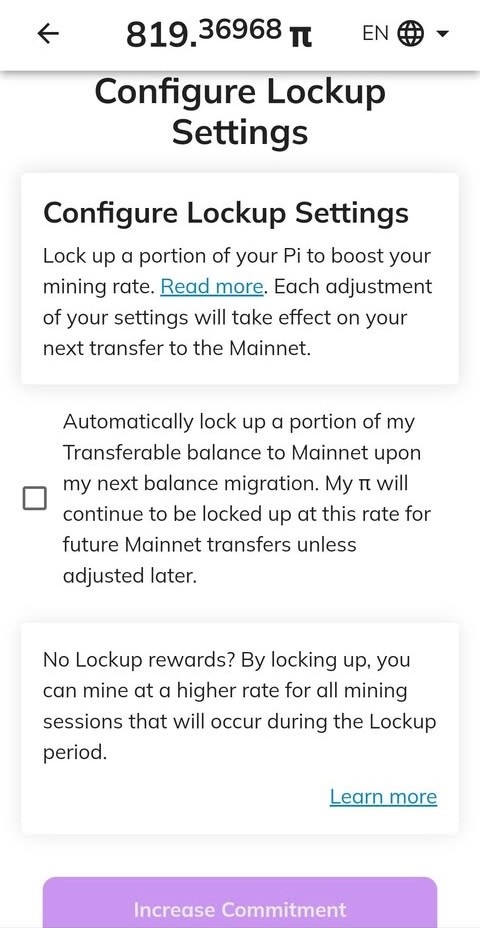 819.36968 π
EN
Configure Lockup
Settings
Configure Lockup Settings
Lock up a portion of your Pi to boost your
mining rate. Read more. Each adjustment
of your settings will take effect on your
next transfer to the Mainnet.
Automatically lock up a portion of my
Transferable balance to Mainnet upon
my next balance migration. My π will
continue to be locked up at this rate for
future Mainnet transfers unless
adjusted later.
No Lockup rewards? By locking up, you
can mine at a higher rate for all mining
sessions that will occur during the Lockup
period.
Learn more
Increase Commitment